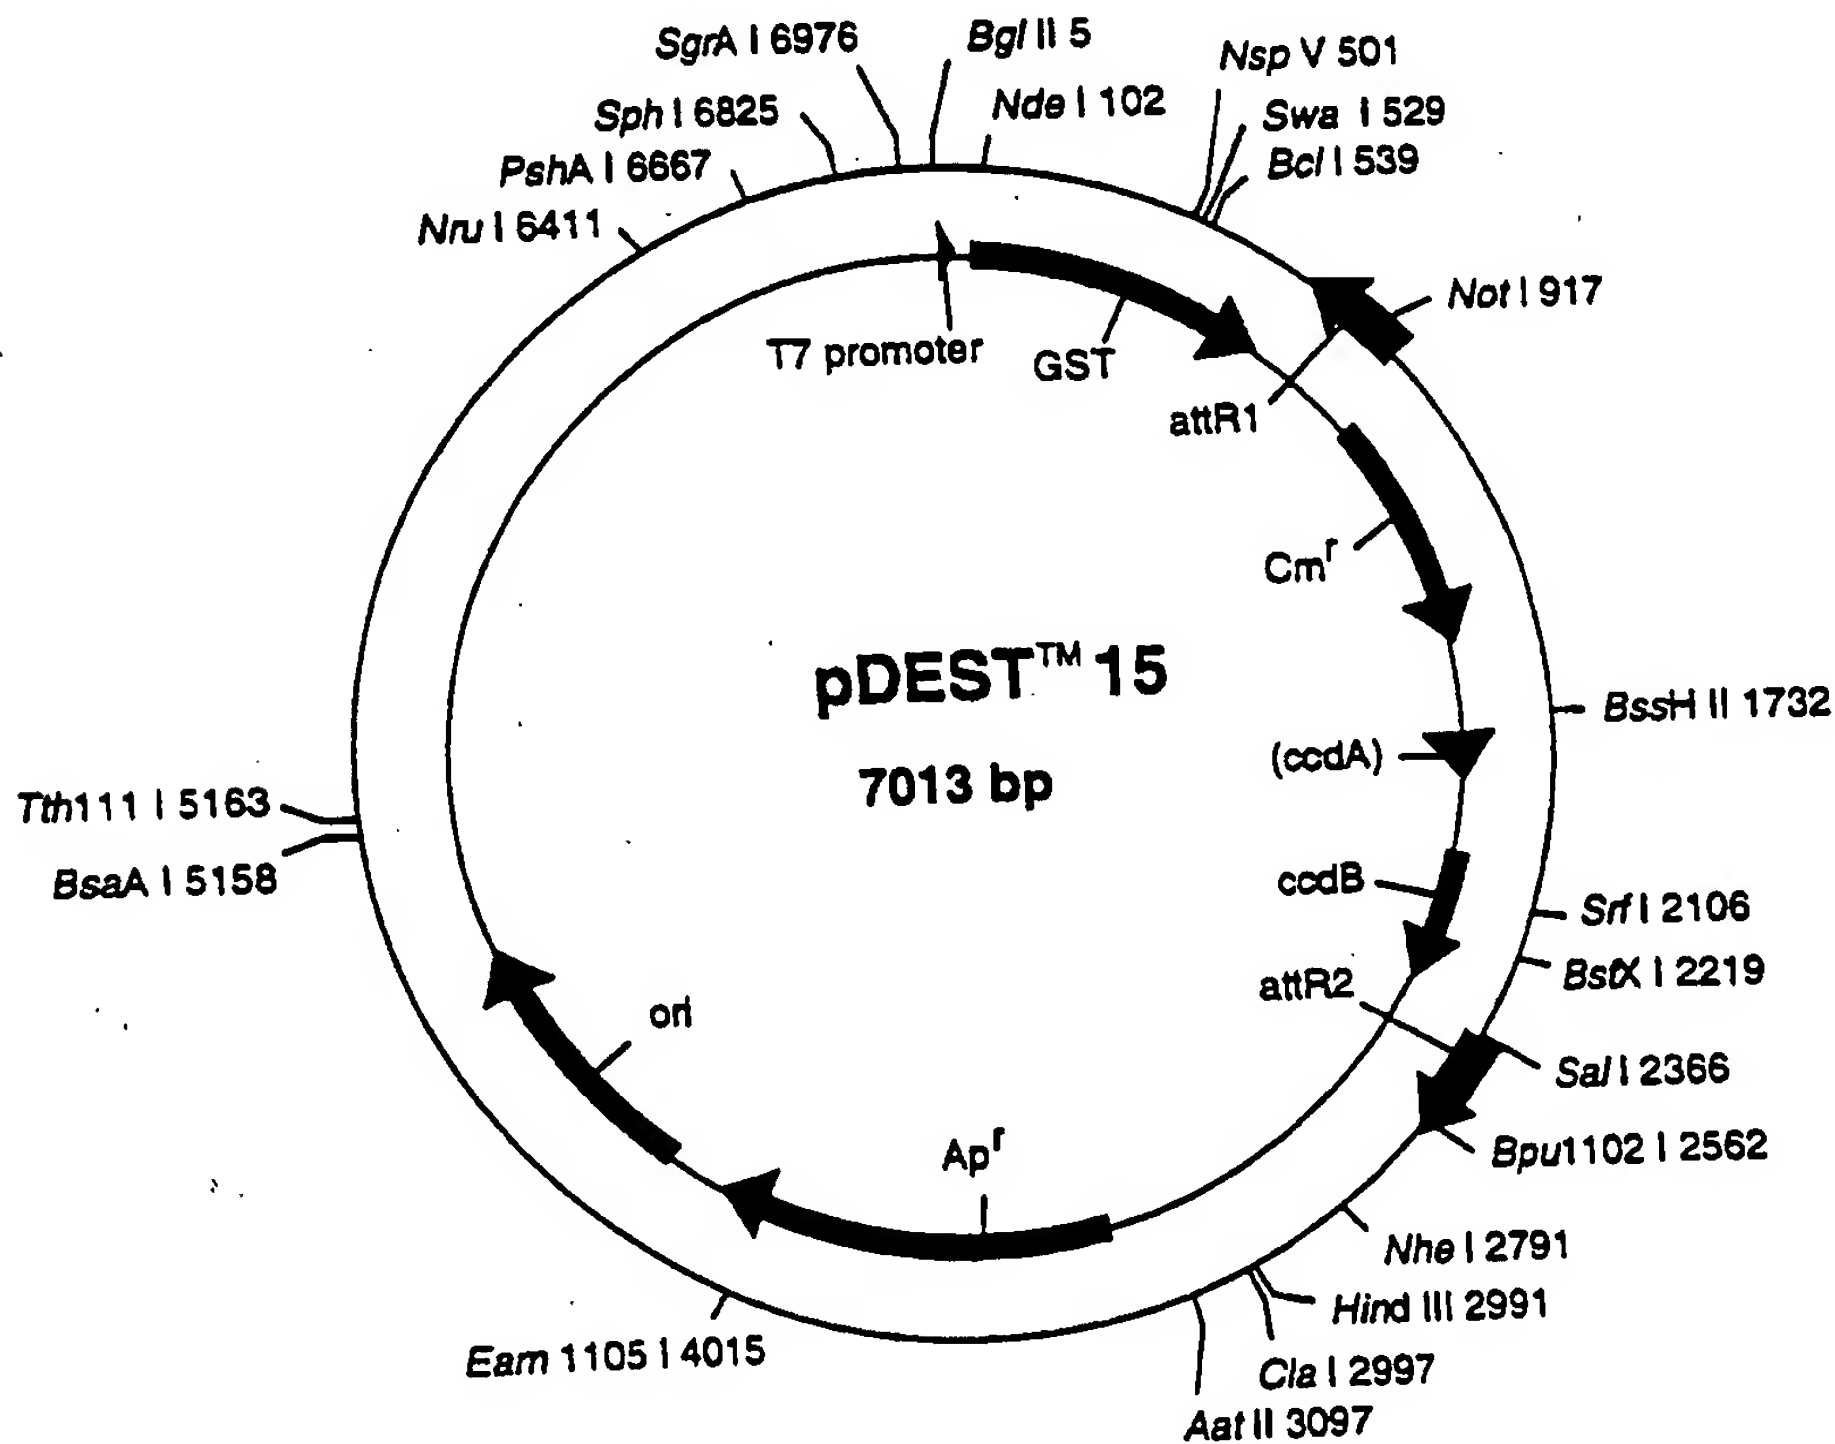 SgrA I 6976
Bgl II 5
Nsp V 501
Sph I 6825
Nde I 102
Swa I 529
PshA I 6667
Bcl I 539
Nru I 6411
Not I 917
T7 promoter
GST
attR1
Cmr
pDEST™ 15
7013 bp
BssH II 1732
(ccdA)
Tth111 I 5163
BsaA I 5158
ccdB
Srf I 2106
BstX I 2219
attR2
ori
Sal I 2366
Apr
Bpu1102 I 2562
Nhe I 2791
Hind III 2991
Eam 1105 I 4015
Cla I 2997
Aat II 3097